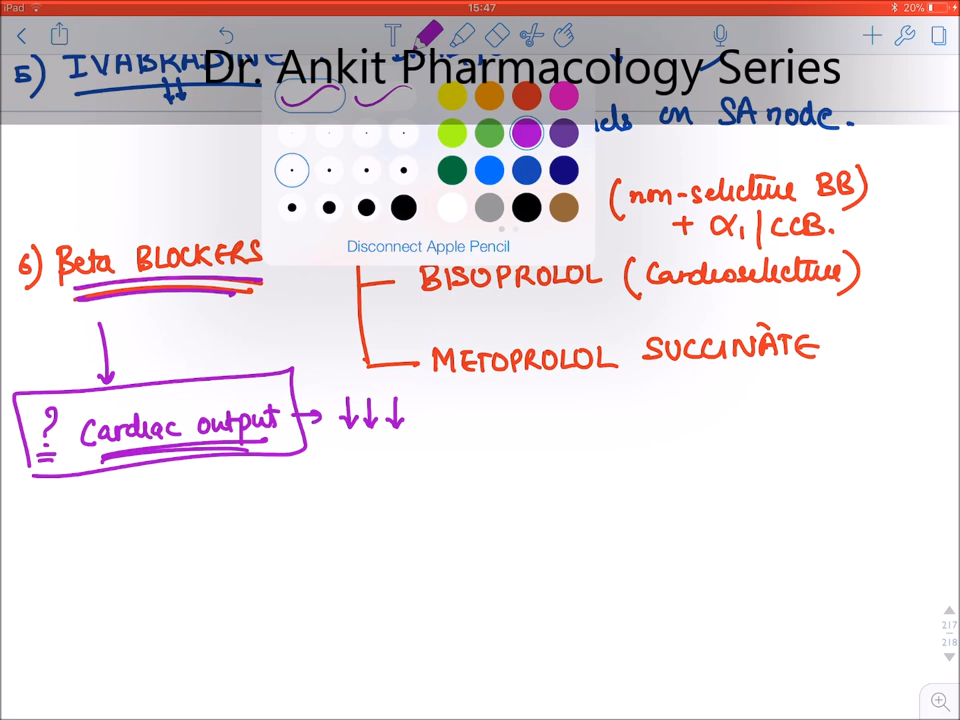 iPad 15:47 20%
T
Dr. Ankit Pharmacology Series
5) IVABRADINE
on SA node.
(non-selective BB)
+ α1 / CCB.
Disconnect Apple Pencil
6) Beta BLOCKERS
BISOPROLOL (Cardioselective)
METOPROLOL SUCCINATE
? Cardiac output → ↓↓↓
217
218